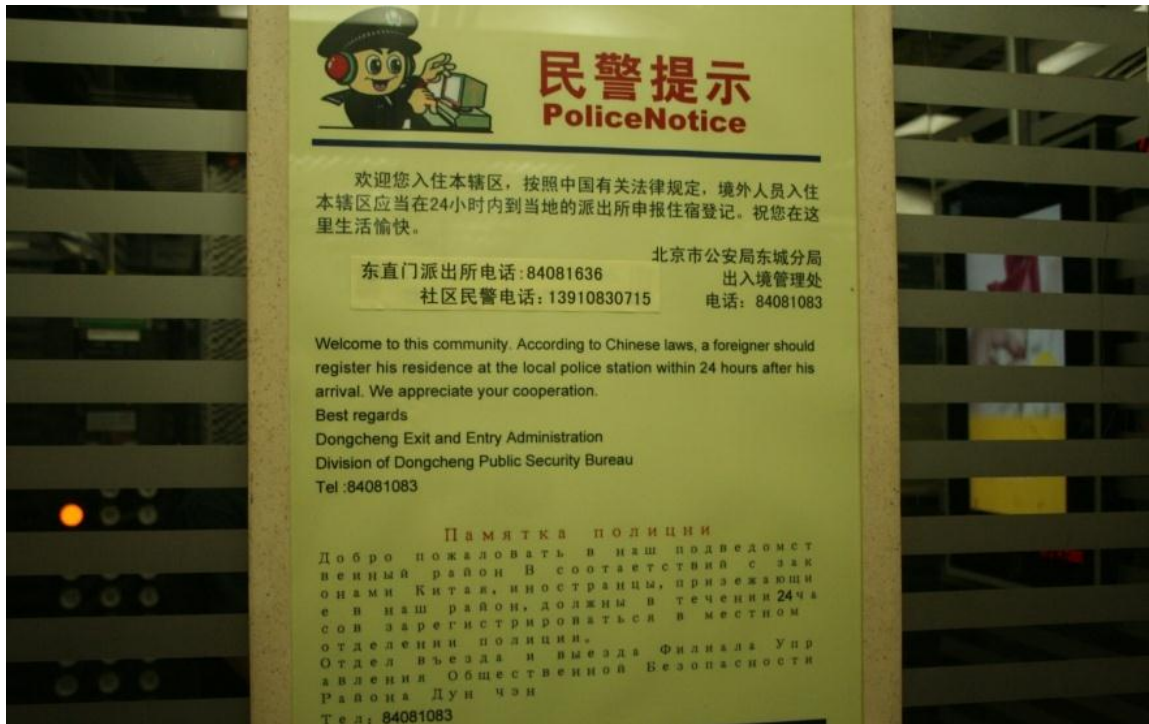 民警提示
PoliceNotice
欢迎您入住本辖区，按照中国有关法律规定，境外人员入住
本辖区应当在24小时内到当地的派出所申报住宿登记。祝您在这
里生活愉快。
北京市公安局东城分局
出入境管理处
电话：84081083
东直门派出所电话:84081636
社区民警电话：13910830715
Welcome to this community. According to Chinese laws, a foreigner should
register his residence at the local police station within 24 hours after his
arrival. We appreciate your cooperation.
Best regards
Dongcheng Exit and Entry Administration
Division of Dongcheng Public Security Bureau
Tel :84081083
Памятка полицни
Добро пожаловать в наш подведомст
венный район В соотаетствий с зак
онами Китая, иностранцы, призежающи
е в наш район, должны в течении 24 ча
сов зарегистрироваться в местном
отделении полиции。
Отдел въезда и выезда Филиала Упр
авления Общественной Безопасности
Района Дун чэн
Тел: 84081083